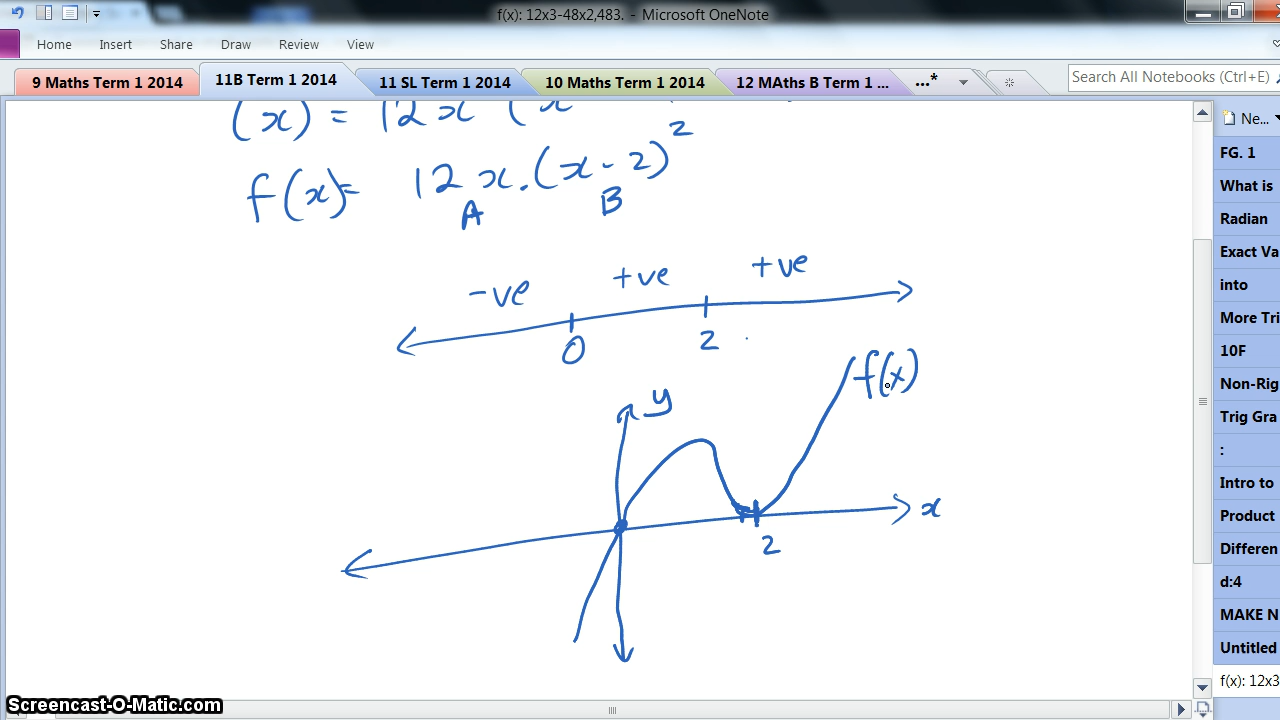 f(x): 12x3-48x2,483. - Microsoft OneNote
Home Insert Share Draw Review View
9 Maths Term 1 2014 11B Term 1 2014 11 SL Term 1 2014 10 Maths Term 1 2014 12 MAths B Term 1 ... ...*
Search All Notebooks (Ctrl+E)
Ne...
FG. 1
What is
Radian
Exact Va
into
More Tri
10F
Non-Rig
Trig Gra
:
Intro to
Product
Differen
d:4
MAKE N
Untitled
f(x): 12x3
(x) = 12x (x
f(x)= 12x.(x-2)²
A B
-ve +ve +ve
0 2
f(x)
y
x
2
Screencast-O-Matic.com